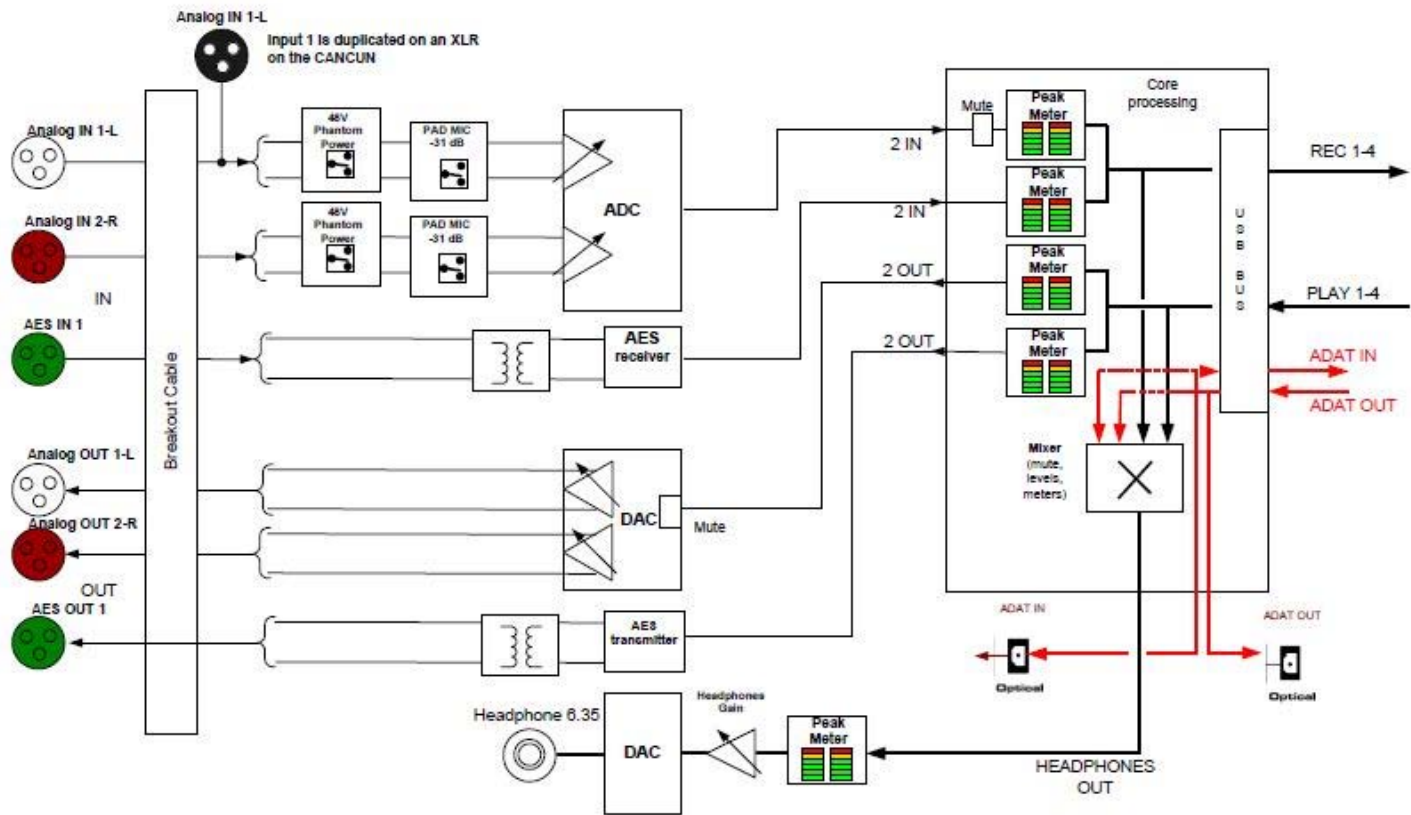 Analog IN 1-L
Input 1 is duplicated on an XLR
on the CANCUN
Analog IN 1-L
Analog IN 2-R
IN
AES IN 1
Breakout Cable
48V
Phantom
Power
PAD MIC
-31 dB
48V
Phantom
Power
PAD MIC
-31 dB
ADC
AES
receiver
2 IN
2 IN
2 OUT
2 OUT
Core
processing
Mute
Peak
Meter
Peak
Meter
Peak
Meter
Peak
Meter
USB BUS
REC 1-4
PLAY 1-4
ADAT IN
ADAT OUT
Mixer
(mute,
levels,
meters)
Analog OUT 1-L
Analog OUT 2-R
OUT
AES OUT 1
DAC
Mute
AES
transmitter
ADAT IN
Optical
ADAT OUT
Optical
Headphone 6.35
DAC
Headphones
Gain
Peak
Meter
HEADPHONES
OUT